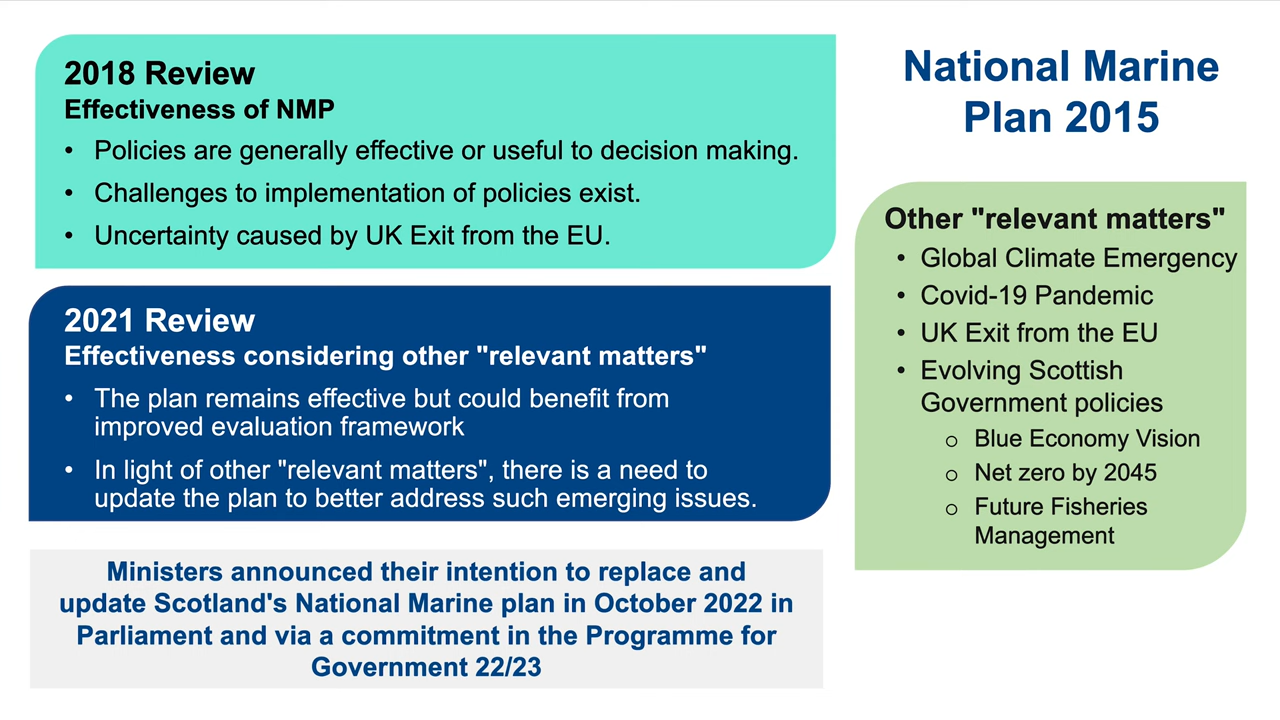 2018 Review
Effectiveness of NMP
• Policies are generally effective or useful to decision making.
• Challenges to implementation of policies exist.
• Uncertainty caused by UK Exit from the EU.
2021 Review
Effectiveness considering other "relevant matters"
• The plan remains effective but could benefit from
improved evaluation framework
• In light of other "relevant matters", there is a need to
update the plan to better address such emerging issues.
Ministers announced their intention to replace and
update Scotland's National Marine plan in October 2022 in
Parliament and via a commitment in the Programme for
Government 22/23
National Marine
Plan 2015
Other "relevant matters"
• Global Climate Emergency
• Covid-19 Pandemic
• UK Exit from the EU
• Evolving Scottish
Government policies
o Blue Economy Vision
o Net zero by 2045
o Future Fisheries
Management